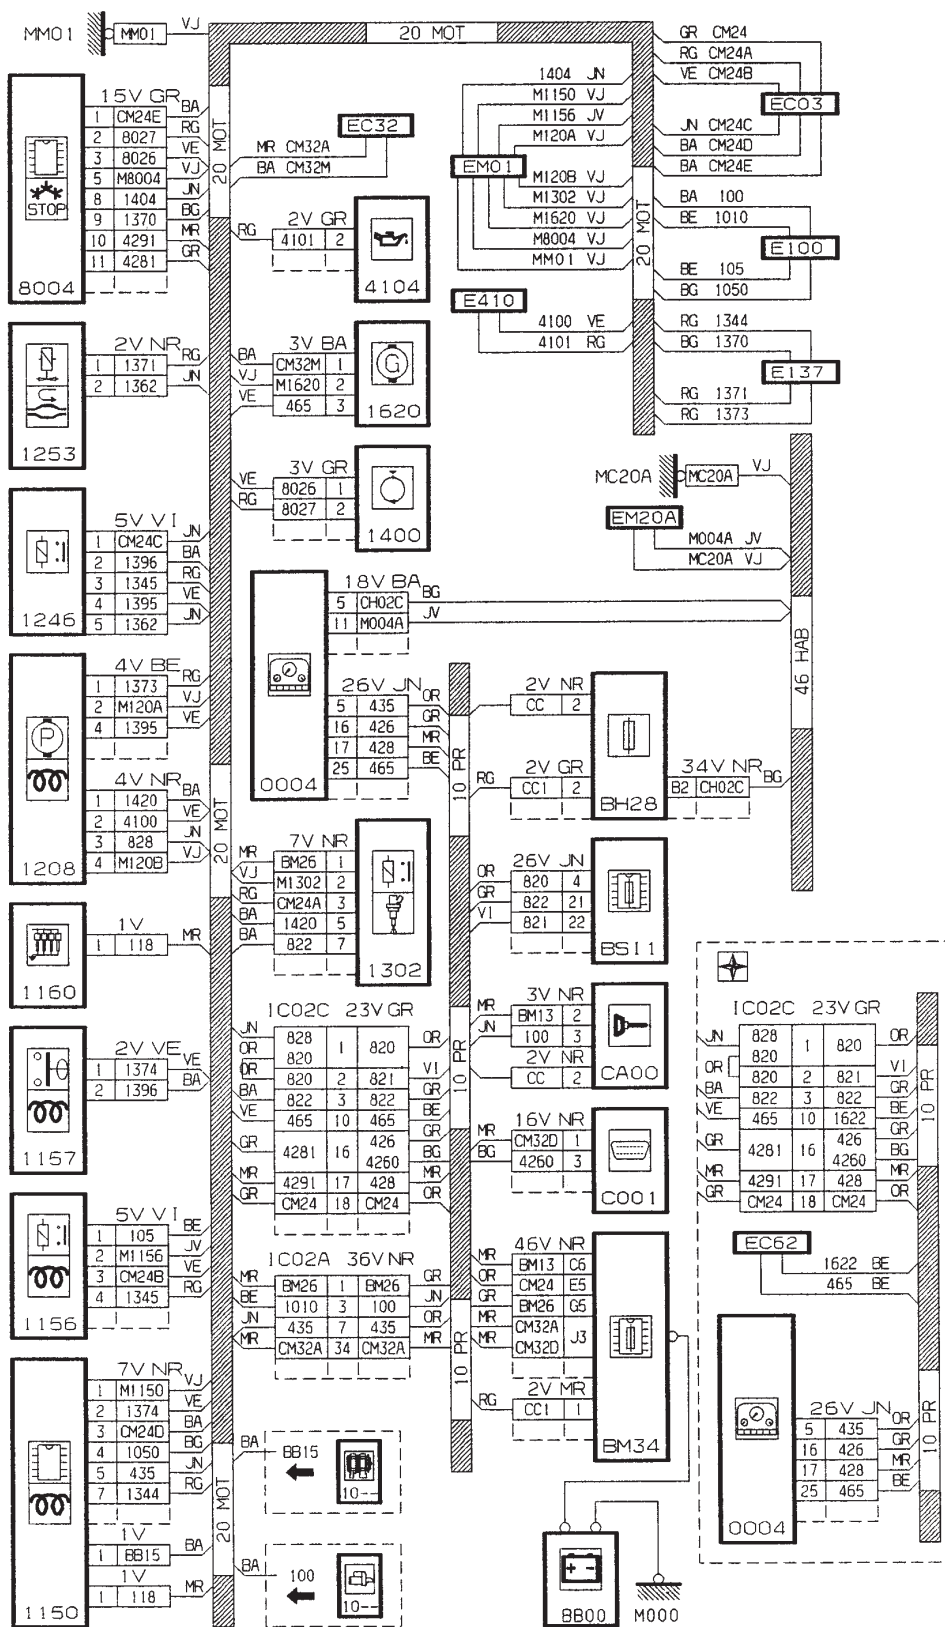 MM01 MM01 VJ
20 MOT
15V GR
1 CM24E BA
2 8027 RG
3 8026 VE
5 M8004 VJ
8 1404 JN
9 1370 BG
10 4291 MR
11 4281 GR
STOP
8004
20 MOT
EC32
MR CM32A
BA CM32M
2V GR
RG 4101 2
4104
2V NR
1 1371 RG
2 1362 JN
1253
3V BA
BA CM32M 1
VJ M1620 2
VE 465 3
G
1620
3V GR
VE 8026 1
RG 8027 2
1400
5V VI
1 CM24C JN
2 1396 BA
3 1345 RG
4 1395 VE
5 1362 JN
1246
4V BE
1 1373 RG
2 M120A VJ
4 1395 VE
P
4V NR
1 1420 BA
2 4100 VE
3 828 JN
4 M120B VJ
1208
20 MOT
1V
1 118 MR
1160
2V VE
1 1374 VE
2 1396 BA
1157
5V VI
1 105 BE
2 M1156 JV
3 CM24B VE
4 1345 RG
1156
7V NR
1 M1150 VJ
2 1374 VE
3 CM24D BA
4 1050 BG
5 435 JN
7 1344 RG
1V
1 BB15 BA
1V
1 118 MR
1150
20 MOT
GR CM24
RG CM24A
VE CM24B
EC03
JN CM24C
BA CM24D
BA CM24E
1404 JN
M1150 VJ
M1156 JV
M120A VJ
EM01
M120B VJ
M1302 VJ
M1620 VJ
M8004 VJ
MM01 VJ
20 MOT
BA 100
BE 1010
E100
BE 105
BG 1050
E410
4100 VE
4101 RG
RG 1344
BG 1370
E137
RG 1371
RG 1373
MC20A MC20A VJ
EM20A
M004A JV
MC20A VJ
46 HAB
18V BA
5 CH02C BG
11 M004A JV
26V JN
5 435 OR
16 426 GR
17 428 MR
25 465 BE
0004
10 PR
2V NR
OR CC 2
2V GR
RG CC1 2
BH28
34V NR
B2 CH02C BG
7V NR
MR BM26 1
VJ M1302 2
RG CM24A 3
BA 1420 5
BA 822 7
1302
26V JN
OR 820 4
GR 822 21
VI 821 22
BSI1
IC02C 23V GR
JN 828
OR 820 1 820 OR
OR 820 2 821 VI
BA 822 3 822 GR
VE 465 10 465 BE
GR 4281 16 426 GR
4260 BG
MR 4291 17 428 MR
GR CM24 18 CM24 OR
10 PR
3V NR
MR BM13 2
JN 100 3
2V NR
CC 2
CA00
16V NR
MR CM32D 1
BG 4260 3
C001
IC02A 36V NR
MR BM26 1 BM26 GR
BE 1010 3 100 JN
JN 435 7 435 OR
MR CM32A 34 CM32A MR
10 PR
46V NR
MR BM13 C6
OR CM24 E5
GR BM26 G5
MR CM32A J3
MR CM32D
2V MR
RG CC1 1
BM34
BA BB15
10--
BA 100
10--
BB00
M000
IC02C 23V GR
JN 828
820 1 820 OR
OR 820 2 821 VI
BA 822 3 822 GR
VE 465 10 1622 BE
GR 4281 16 426 GR
4260 BG
MR 4291 17 428 MR
GR CM24 18 CM24 OR
10 PR
EC62
1622 BE
465 BE
26V JN
5 435 OR
16 426 GR
17 428 MR
25 465 BE
0004
10 PR